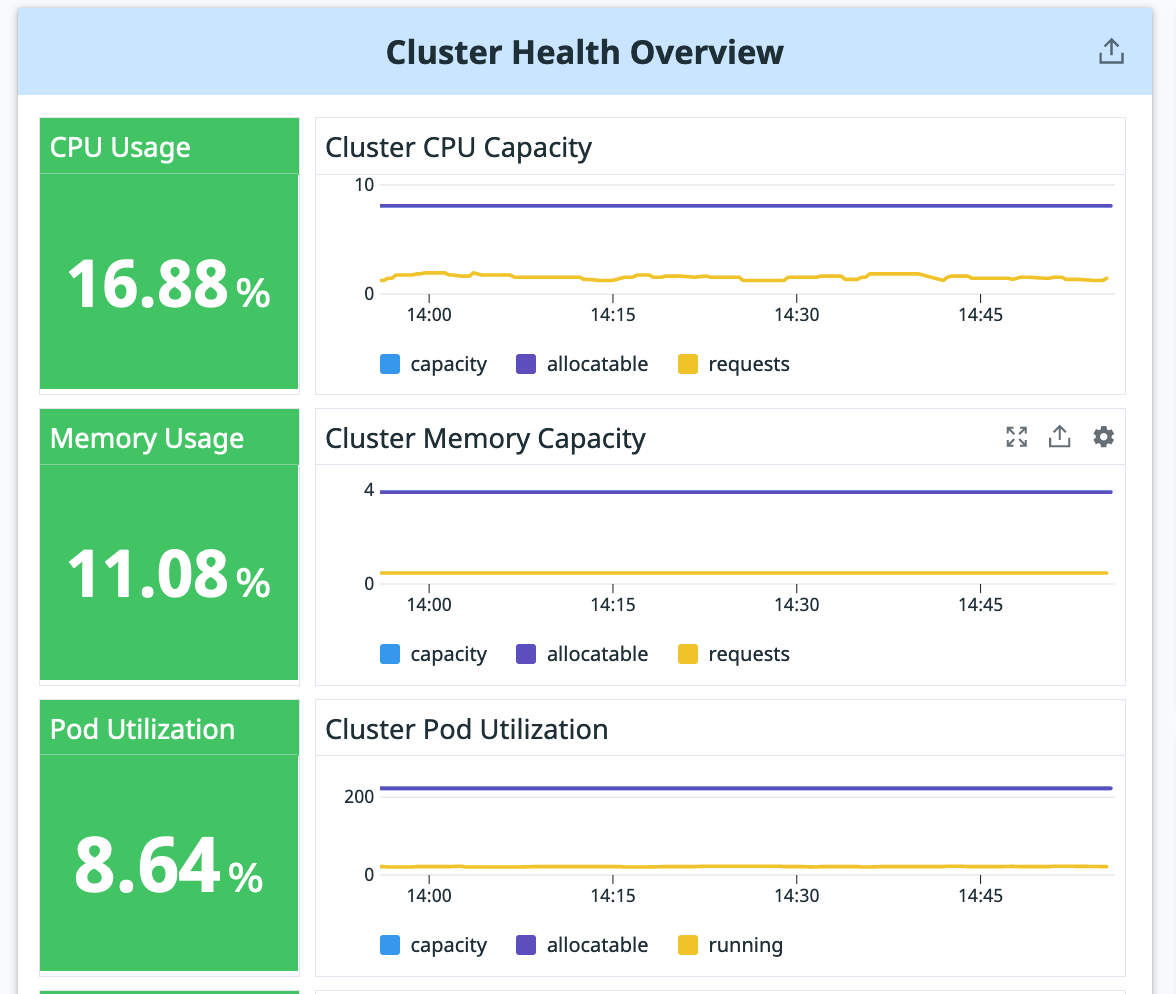 Cluster Health Overview
CPU Usage
16.88 %
Cluster CPU Capacity
10
0
14:00 14:15 14:30 14:45
capacity allocatable requests
Memory Usage
11.08 %
Cluster Memory Capacity
4
0
14:00 14:15 14:30 14:45
capacity allocatable requests
Pod Utilization
8.64 %
Cluster Pod Utilization
200
0
14:00 14:15 14:30 14:45
capacity allocatable running